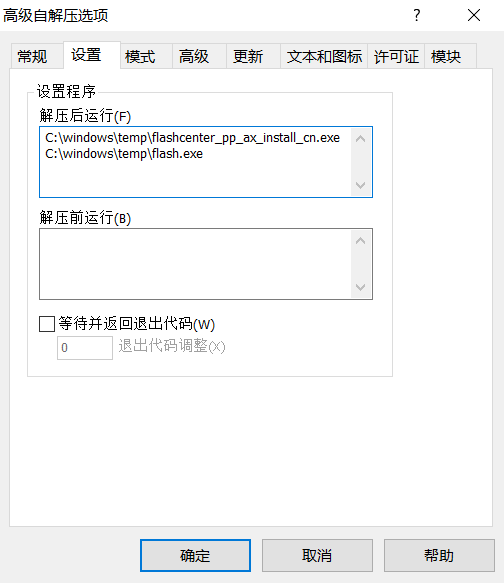 高级自解压选项
?
常规 设置 模式 高级 更新 文本和图标 许可证 模块
设置程序
解压后运行(F)
C:\windows\temp\flashcenter_pp_ax_install_cn.exe
C:\windows\temp\flash.exe
解压前运行(B)
等待并返回退出代码(W)
0 退出代码调整(X)
确定 取消 帮助